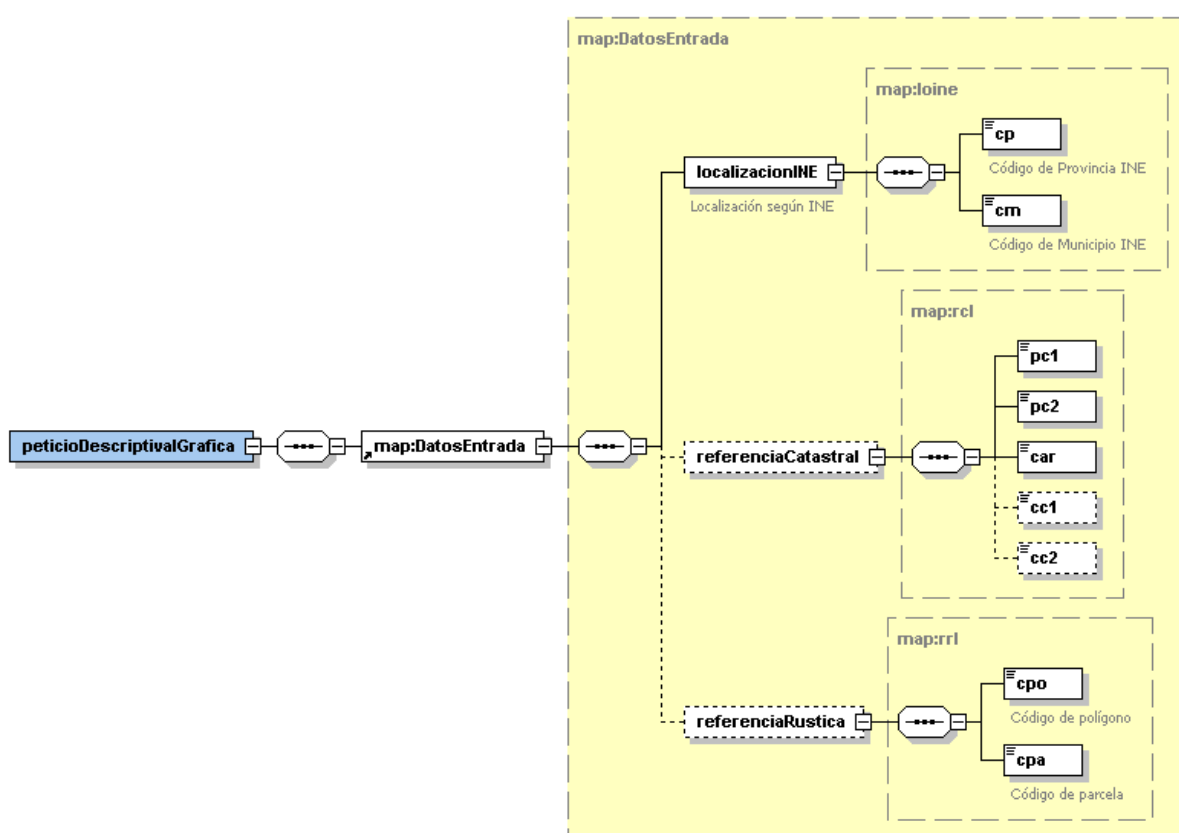 map:DatosEntrada
map:loine
cp
Código de Provincia INE
localizacionINE
Localización según INE
cm
Código de Municipio INE
map:rcl
pc1
pc2
peticioDescriptivaIGrafica
map:DatosEntrada
referenciaCatastral
car
cc1
cc2
map:rrl
cpo
Código de polígono
referenciaRustica
cpa
Código de parcela